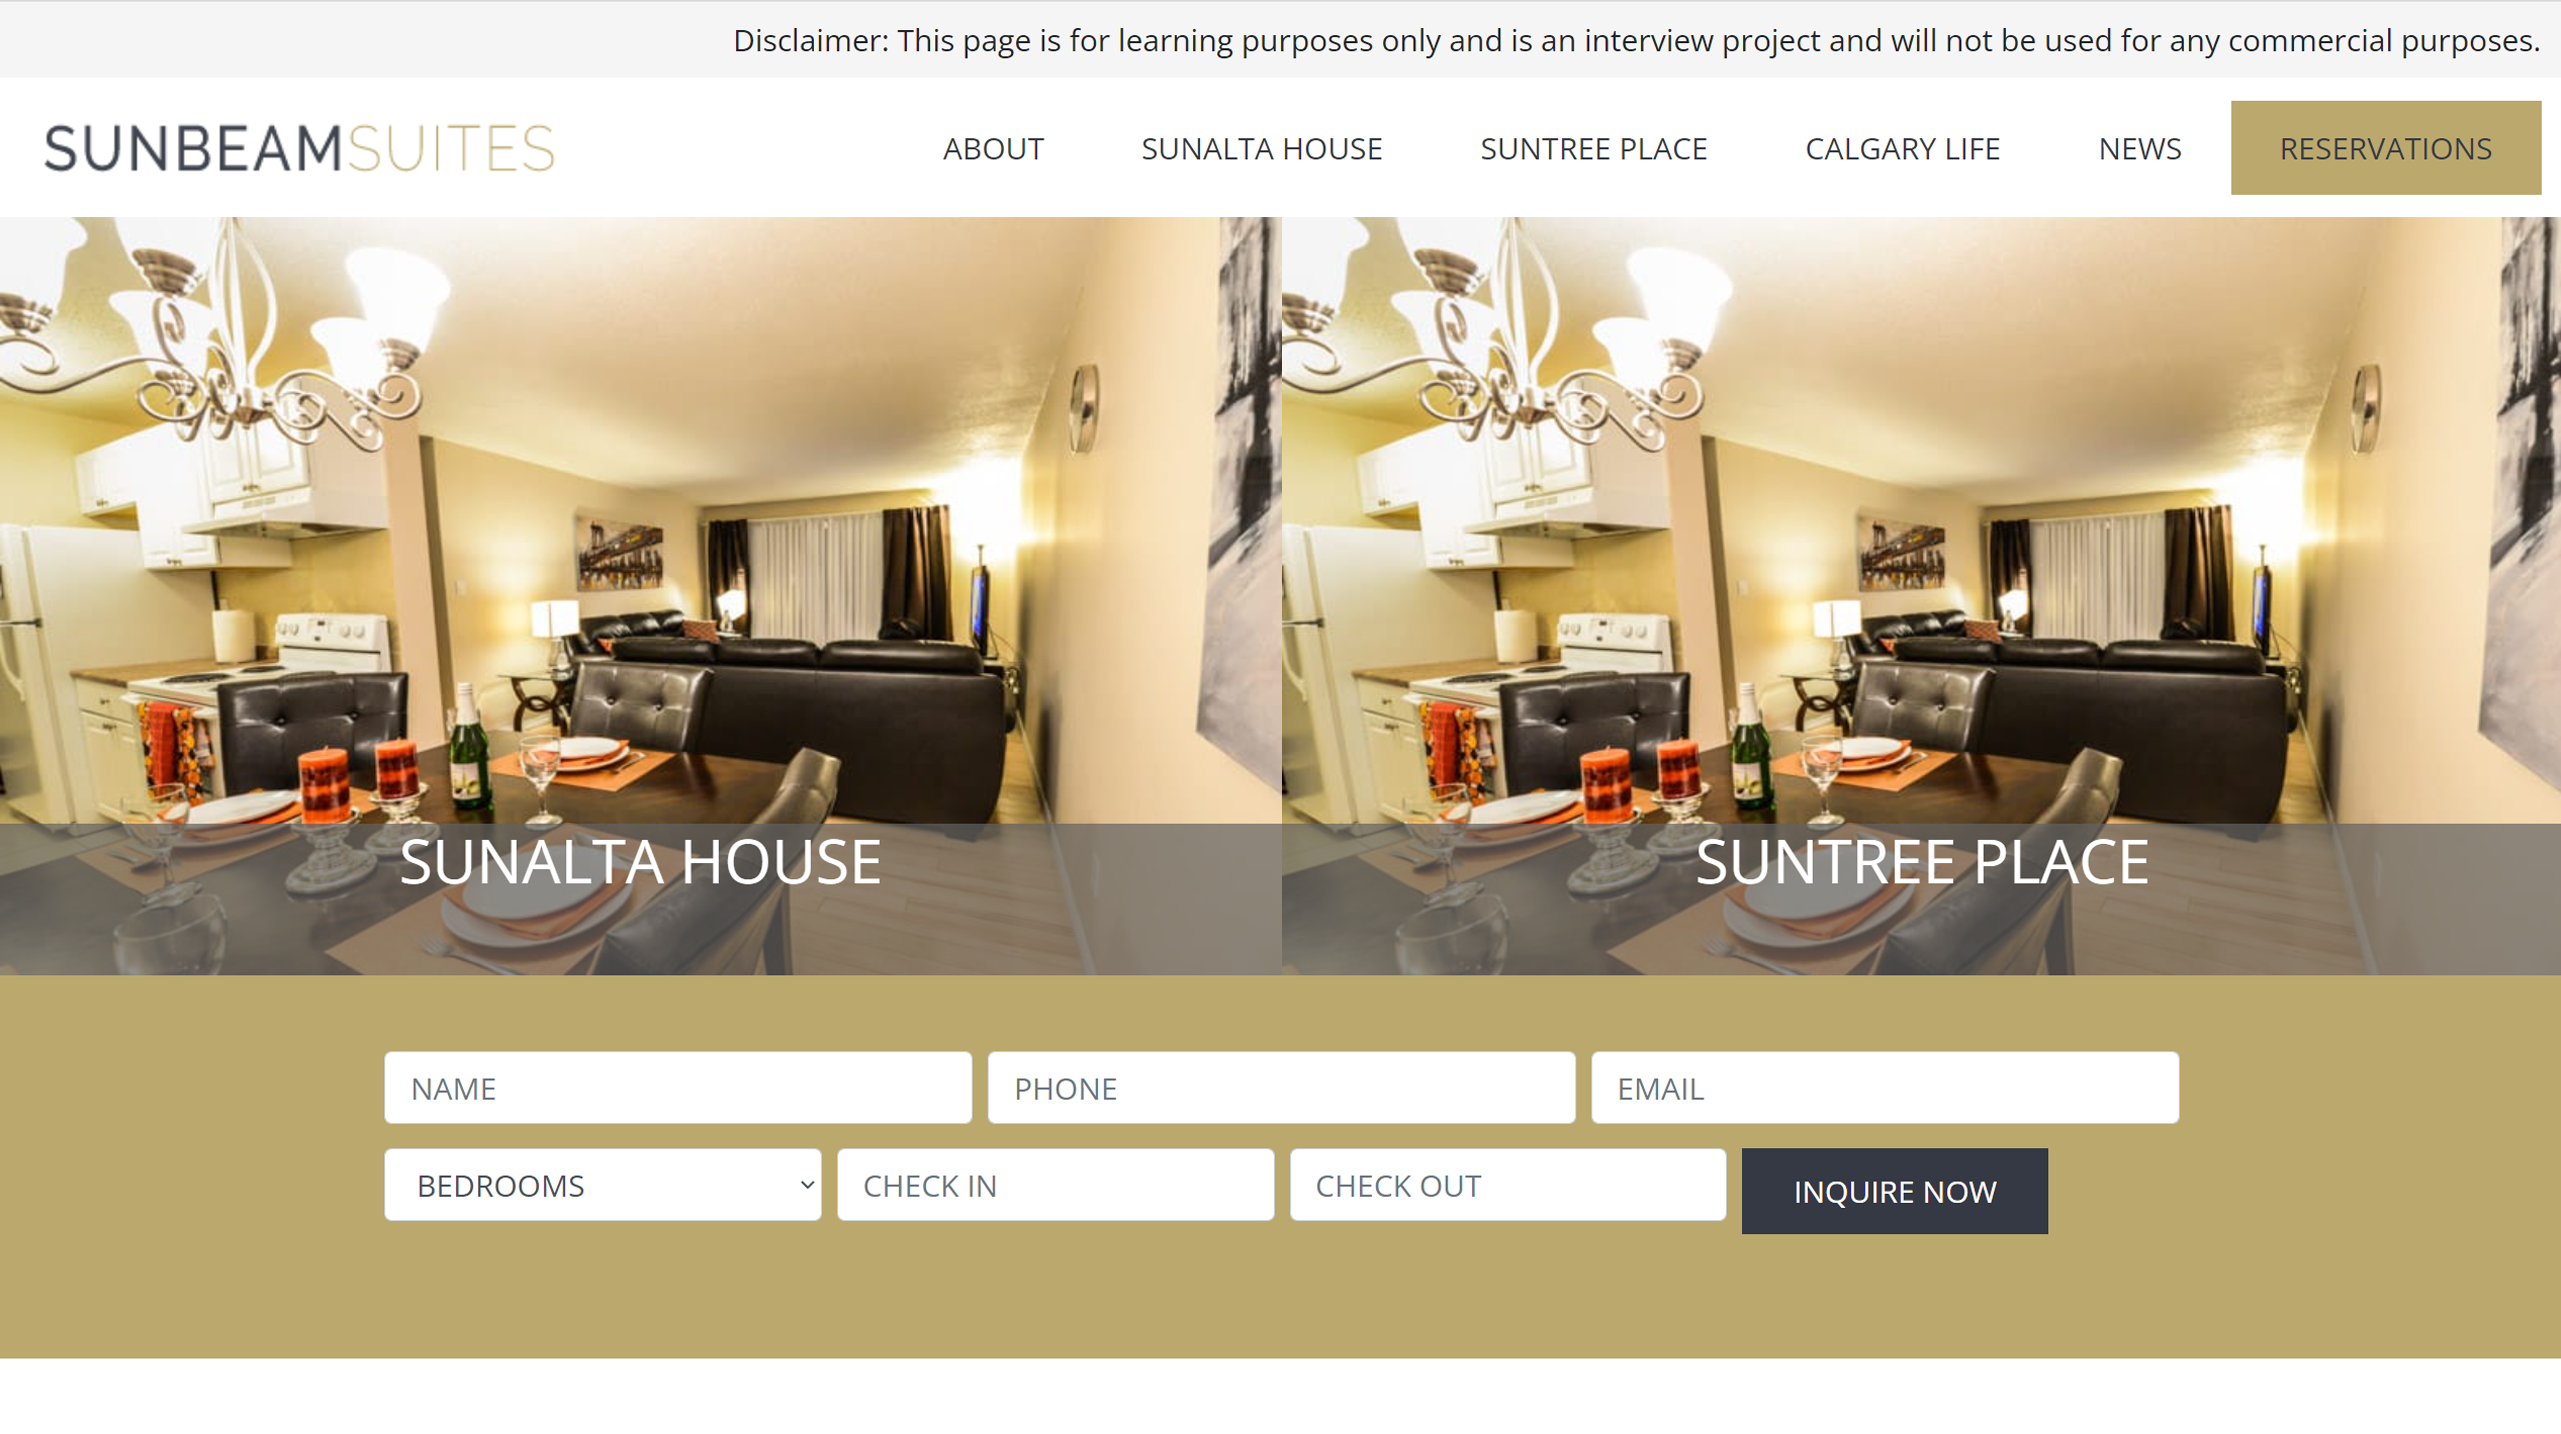 Disclaimer: This page is for learning purposes only and is an interview project and will not be used for any commercial purposes.
SUNBEAMSUITES
ABOUT
SUNALTA HOUSE
SUNTREE PLACE
CALGARY LIFE
NEWS
RESERVATIONS
SUNALTA HOUSE
SUNTREE PLACE
NAME
PHONE
EMAIL
BEDROOMS
CHECK IN
CHECK OUT
INQUIRE NOW